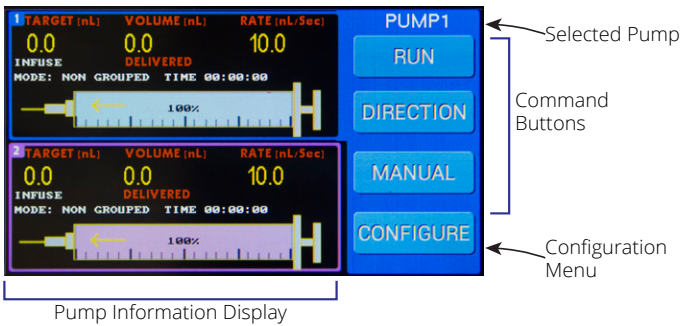 1 TARGET [nL] VOLUME [nL] RATE [nL/Sec]
0.0 0.0 10.0
INFUSE DELIVERED
MODE: NON GROUPED TIME 00:00:00
100%
2 TARGET [nL] VOLUME [nL] RATE [nL/Sec]
0.0 0.0 10.0
INFUSE DELIVERED
MODE: NON GROUPED TIME 00:00:00
100%
PUMP1
RUN
DIRECTION
MANUAL
CONFIGURE
Selected Pump
Command
Buttons
Configuration
Menu
Pump Information Display